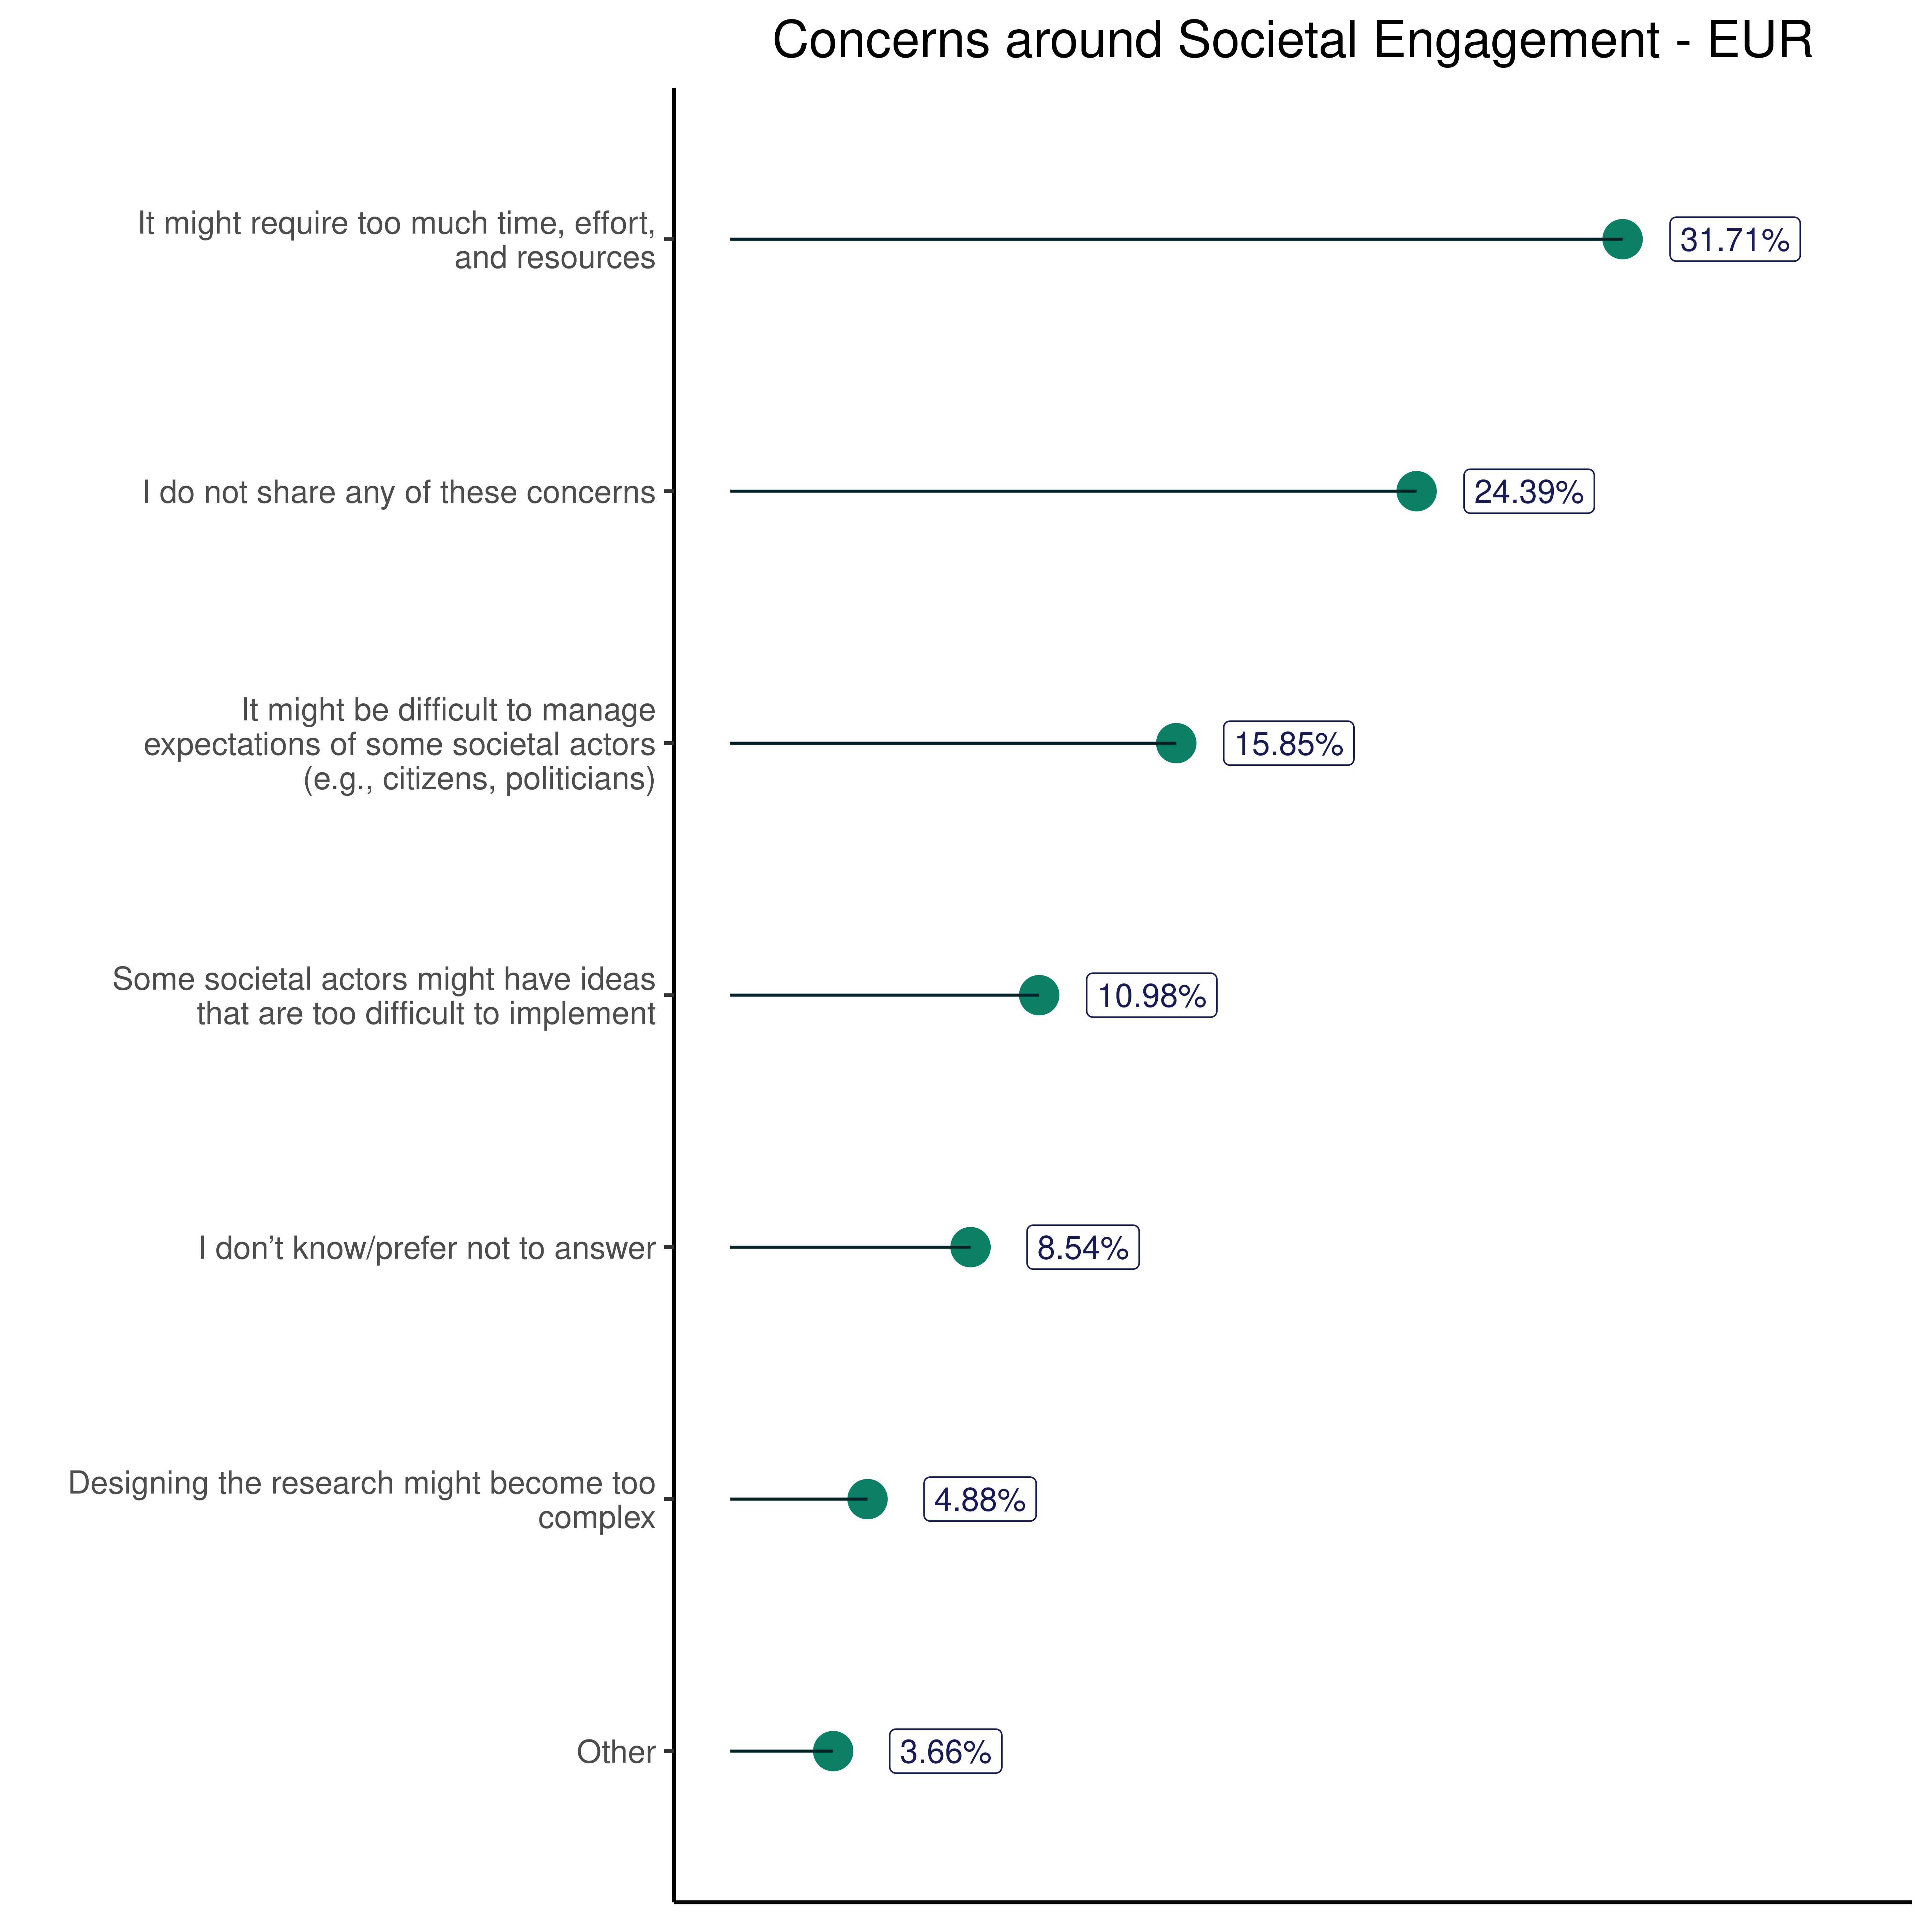 Concerns around Societal Engagement - EUR
It might require too much time, effort,
and resources
31.71%
I do not share any of these concerns
24.39%
It might be difficult to manage
expectations of some societal actors
(e.g., citizens, politicians)
15.85%
Some societal actors might have ideas
that are too difficult to implement
10.98%
I don’t know/prefer not to answer
8.54%
Designing the research might become too
complex
4.88%
Other
3.66%